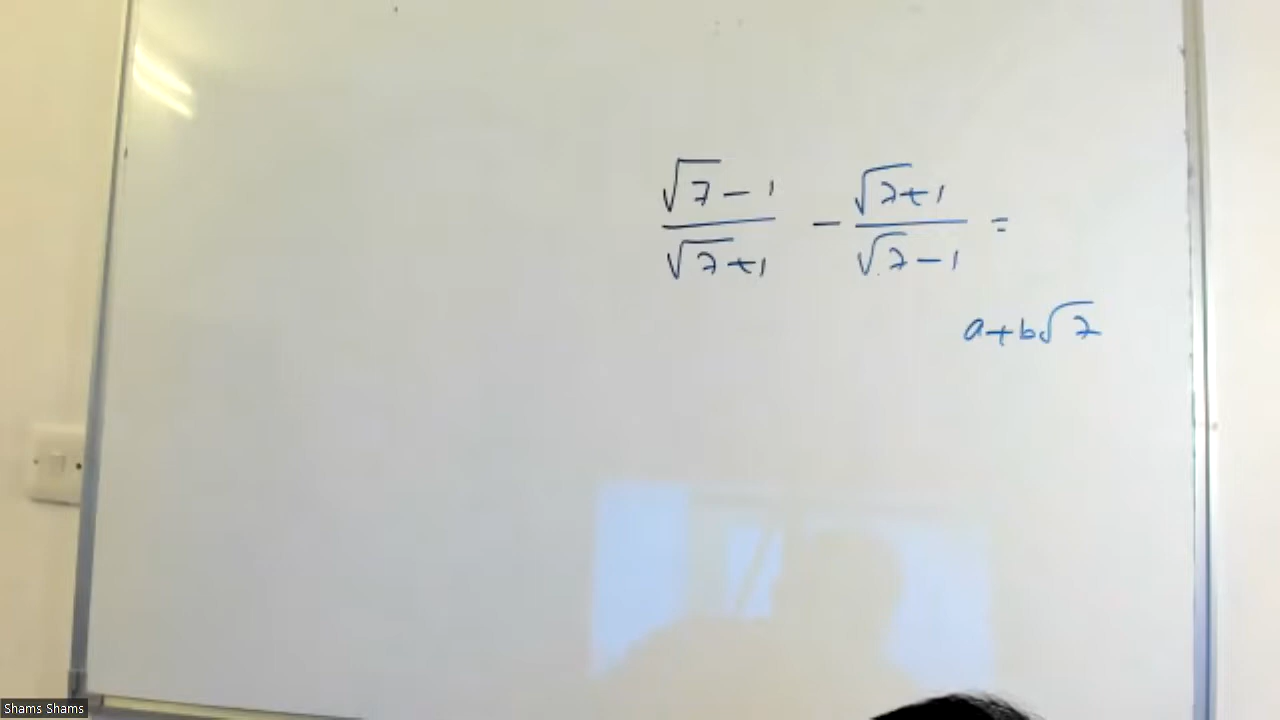 √7 - 1 / √7 + 1 - √7 + 1 / √7 - 1 =
a + b√7
Shams Shams